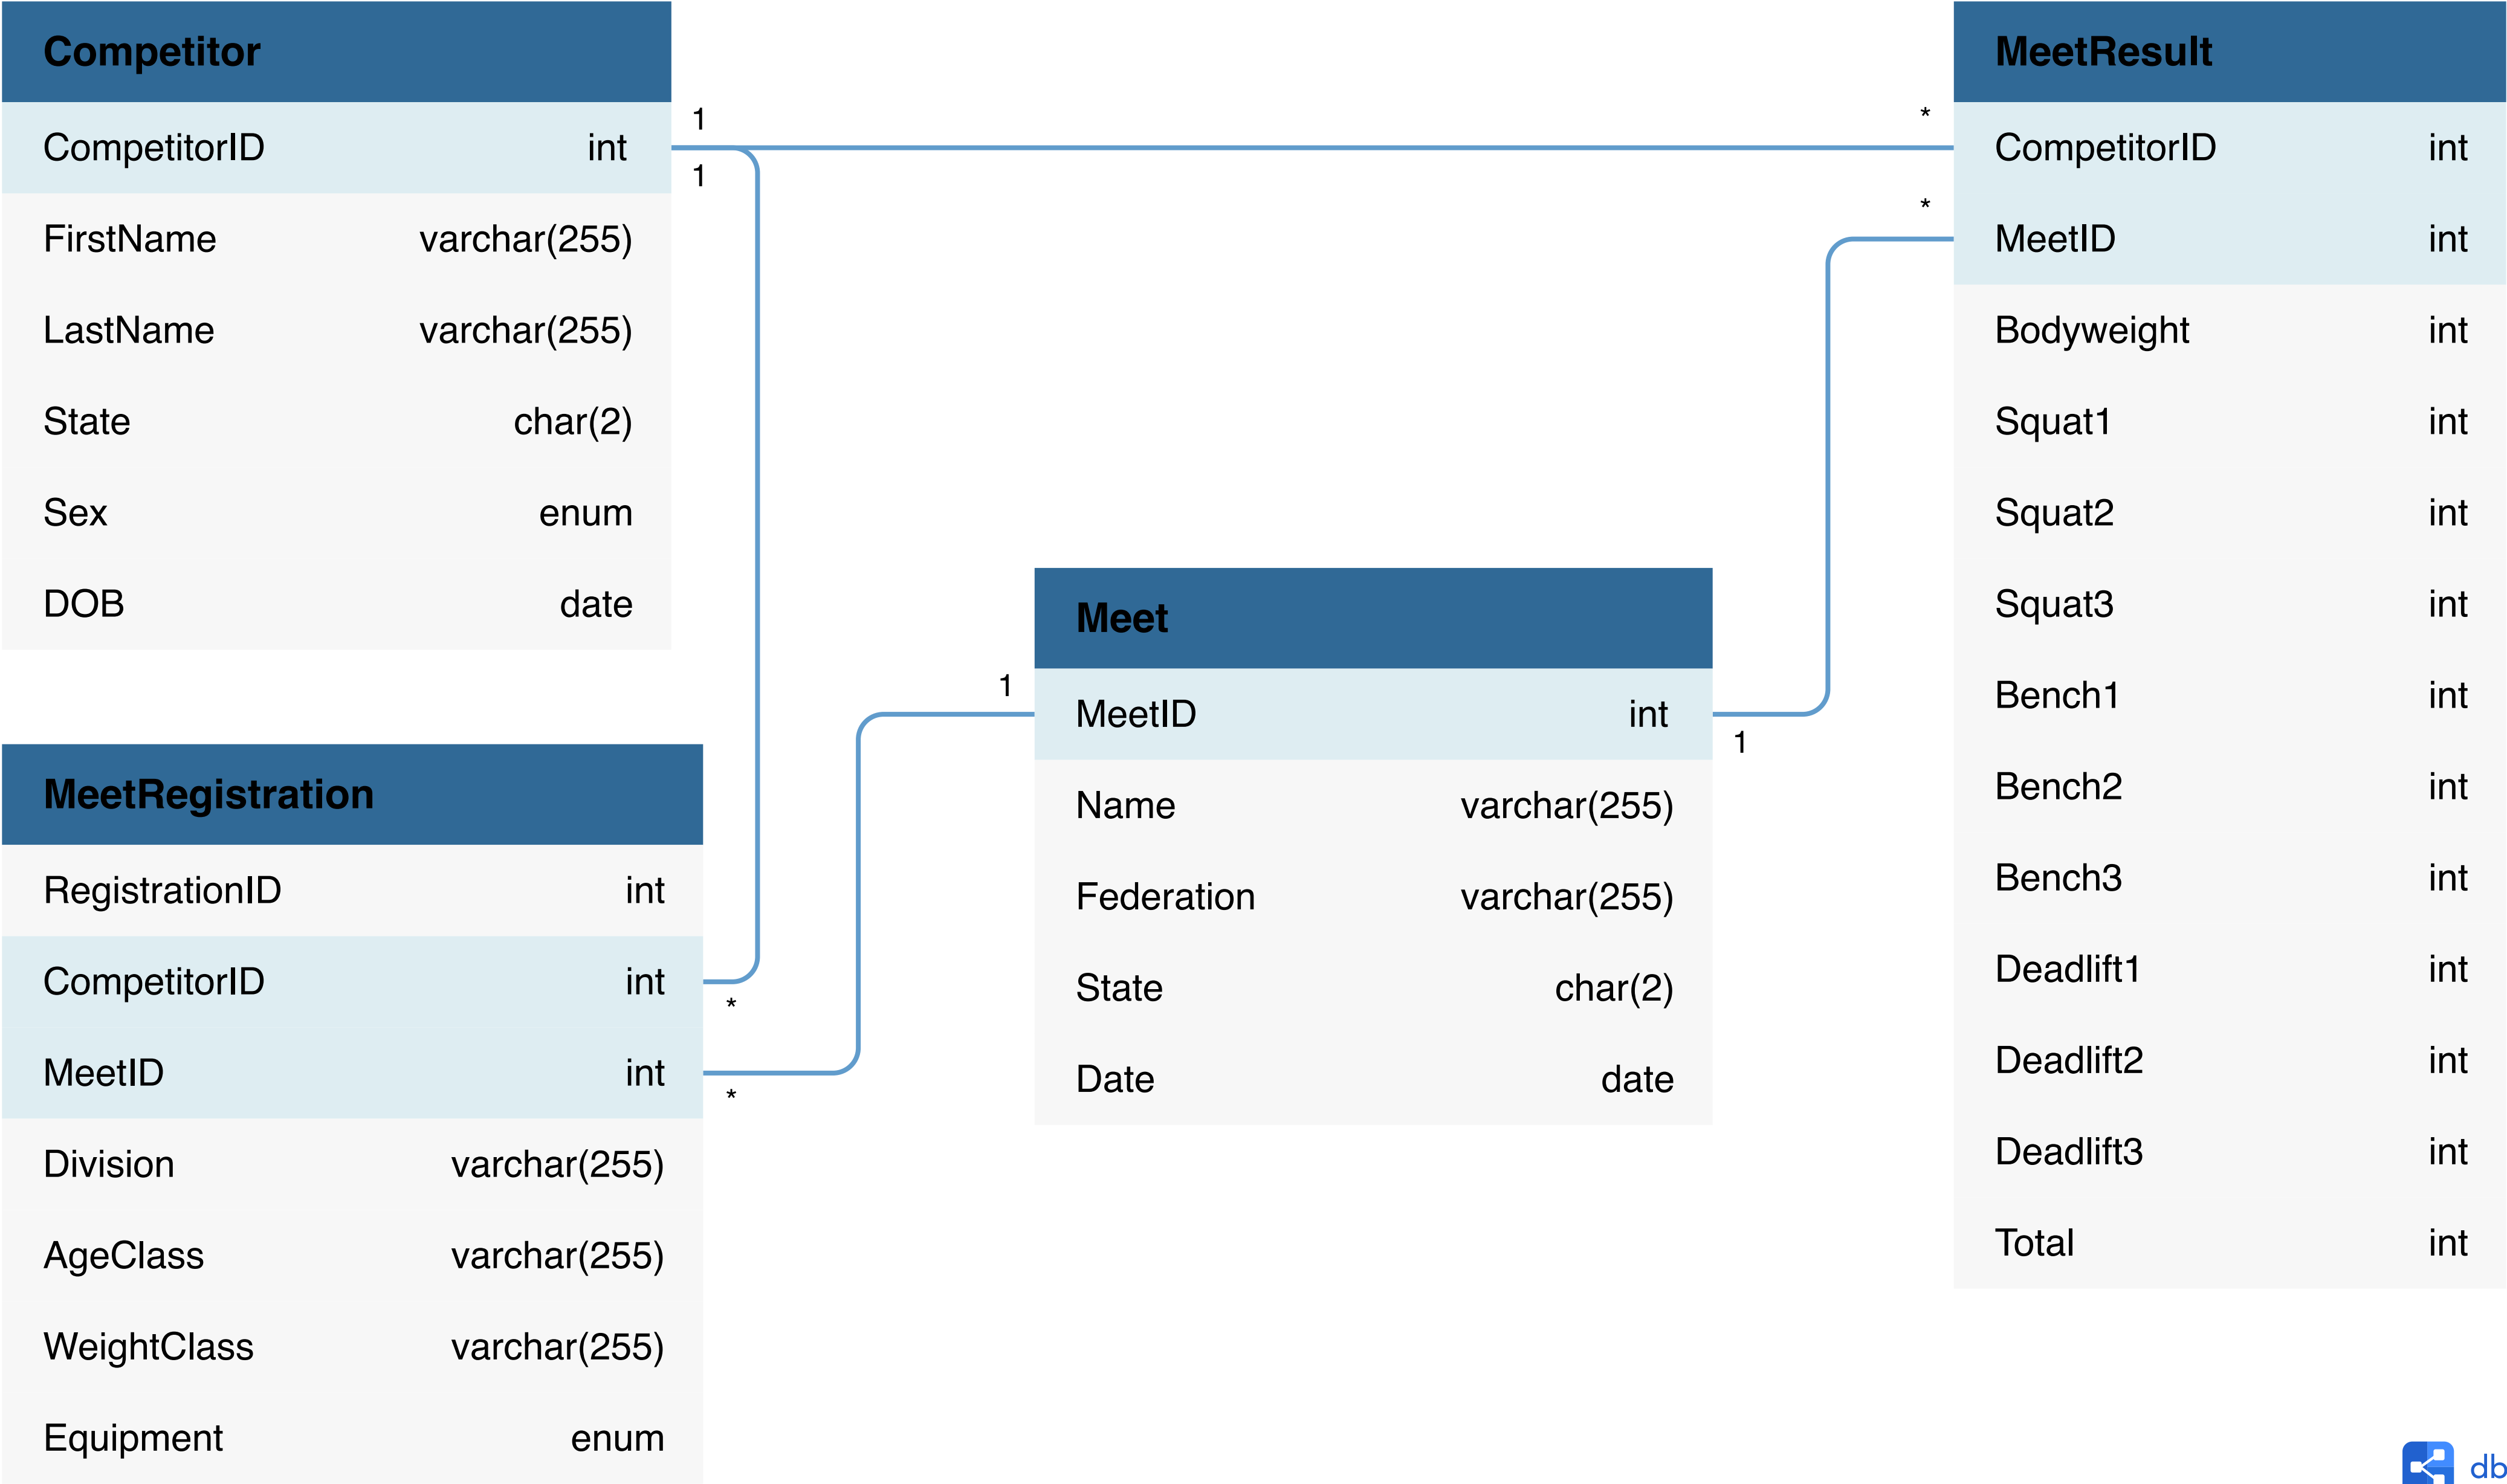 Competitor
CompetitorID int
FirstName varchar(255)
LastName varchar(255)
State char(2)
Sex enum
DOB date
1
1
*
*
MeetResult
CompetitorID int
MeetID int
Bodyweight int
Squat1 int
Squat2 int
Squat3 int
Bench1 int
Bench2 int
Bench3 int
Deadlift1 int
Deadlift2 int
Deadlift3 int
Total int
Meet
1
MeetID int
1
Name varchar(255)
Federation varchar(255)
State char(2)
Date date
MeetRegistration
RegistrationID int
CompetitorID int
*
MeetID int
*
Division varchar(255)
AgeClass varchar(255)
WeightClass varchar(255)
Equipment enum
db